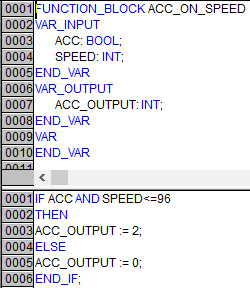 0001 FUNCTION_BLOCK ACC_ON_SPEED
0002 VAR_INPUT
0003 ACC: BOOL;
0004 SPEED: INT;
0005 END_VAR
0006 VAR_OUTPUT
0007 ACC_OUTPUT: INT;
0008 END_VAR
0009 VAR
0010 END_VAR
0001 IF ACC AND SPEED<=96
0002 THEN
0003 ACC_OUTPUT := 2;
0004 ELSE
0005 ACC_OUTPUT := 0;
0006 END_IF;